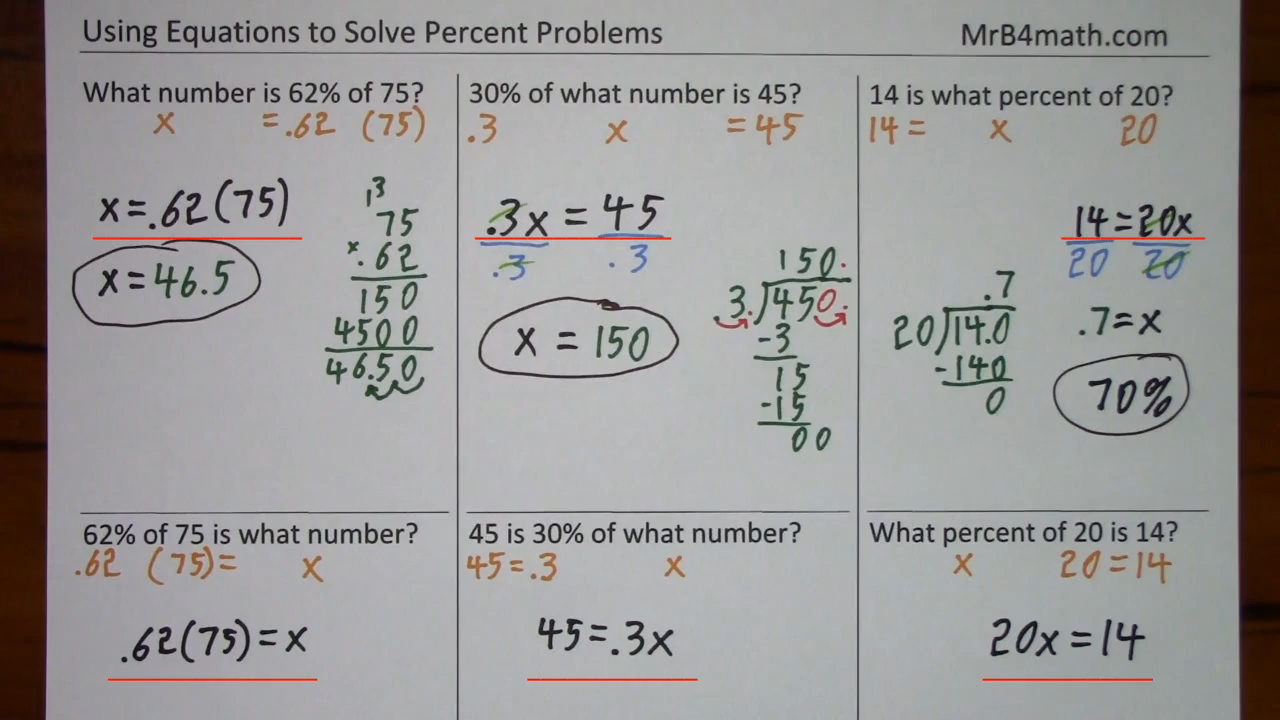 Using Equations to Solve Percent Problems
MrB4math.com
What number is 62% of 75?
x = .62 (75)
x = .62(75)
x = 46.5
13
75
x .62
150
4500
46.50
30% of what number is 45?
.3 x = 45
.3x = 45
.3 .3
x = 150
150.
3.)450.
-3
15
-15
00
14 is what percent of 20?
14 = x 20
14 = 20x
20 20
.7 = x
70%
.7
20)14.0
-140
0
62% of 75 is what number?
.62 (75) = x
.62(75) = x
45 is 30% of what number?
45 = .3 x
45 = .3x
What percent of 20 is 14?
x 20 = 14
20x = 14